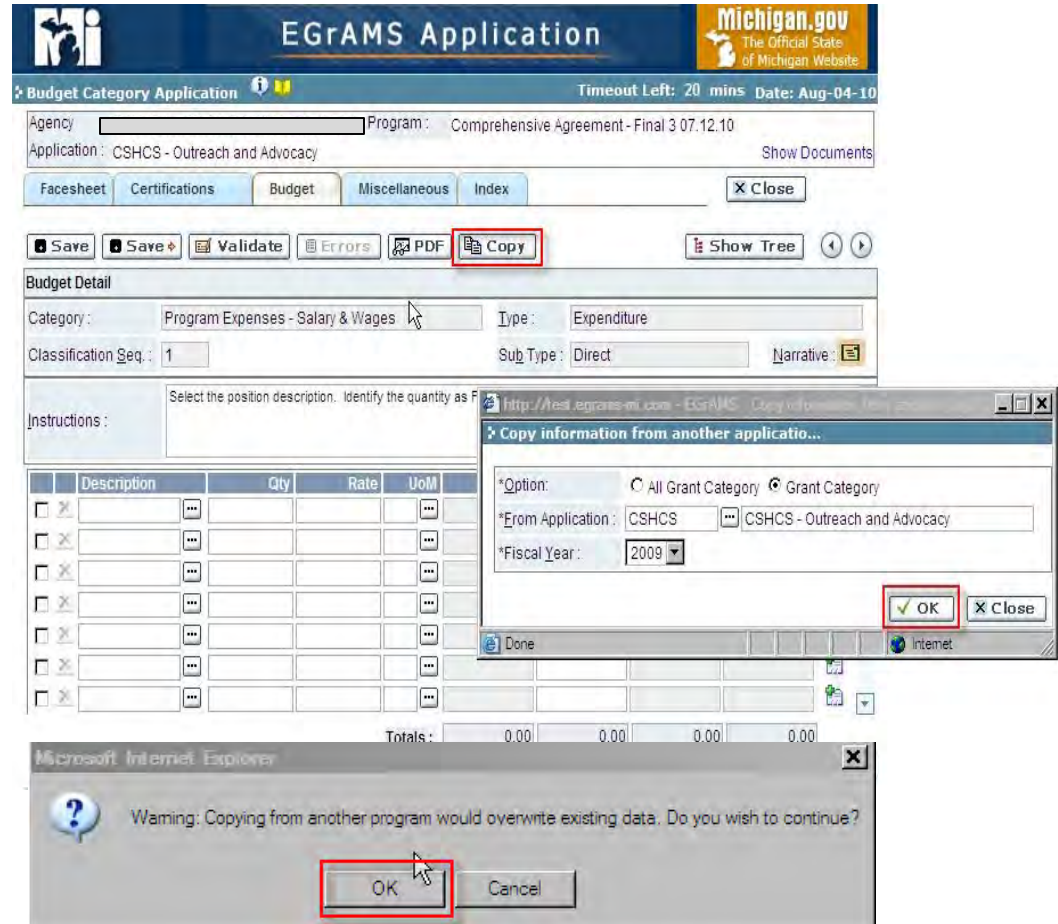 EGrAMS Application
Michigan.gov
The Official State
of Michigan Website
Budget Category Application
Timeout Left: 20 mins Date: Aug-04-10
Agency Program : Comprehensive Agreement - Final 3 07.12.10
Application : CSHCS - Outreach and Advocacy Show Documents
Facesheet Certifications Budget Miscellaneous Index X Close
Save Save Validate Errors PDF Copy Show Tree
Budget Detail
Category : Program Expenses - Salary & Wages Type : Expenditure
Classification Seq. : 1 Sub Type : Direct Narrative :
Instructions : Select the position description. Identify the quantity as F
Description Qty Rate UoM
http://test.egrams-mi.com - EGrAMS
Copy information from another applicatio...
*Option: All Grant Category Grant Category
*From Application : CSHCS CSHCS - Outreach and Advocacy
*Fiscal Year : 2009
OK X Close
Done Internet
Totals : 0.00 0.00 0.00 0.00
Microsoft Internet Explorer
Warning: Copying from another program would overwrite existing data. Do you wish to continue?
OK Cancel